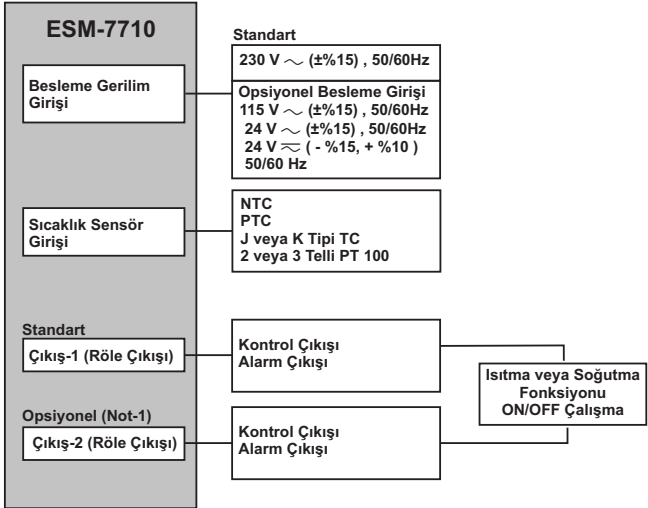 ESM-7710
Standart
230 V ～ (±%15) , 50/60Hz
Besleme Gerilim
Girişi
Opsiyonel Besleme Girişi
115 V ～ (±%15) , 50/60Hz
24 V ～ (±%15) , 50/60Hz
24 V ⏦ ( - %15, + %10 )
50/60 Hz
Sıcaklık Sensör
Girişi
NTC
PTC
J veya K Tipi TC
2 veya 3 Telli PT 100
Standart
Çıkış-1 (Röle Çıkışı)
Kontrol Çıkışı
Alarm Çıkışı
Isıtma veya Soğutma
Fonksiyonu
ON/OFF Çalışma
Opsiyonel (Not-1)
Çıkış-2 (Röle Çıkışı)
Kontrol Çıkışı
Alarm Çıkışı